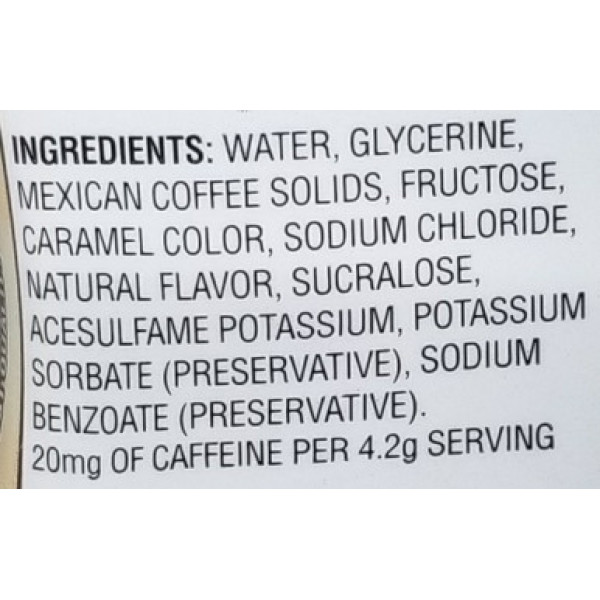 INGREDIENTS: WATER, GLYCERINE,
MEXICAN COFFEE SOLIDS, FRUCTOSE,
CARAMEL COLOR, SODIUM CHLORIDE,
NATURAL FLAVOR, SUCRALOSE,
ACESULFAME POTASSIUM, POTASSIUM
SORBATE (PRESERVATIVE), SODIUM
BENZOATE (PRESERVATIVE).
20mg OF CAFFEINE PER 4.2g SERVING